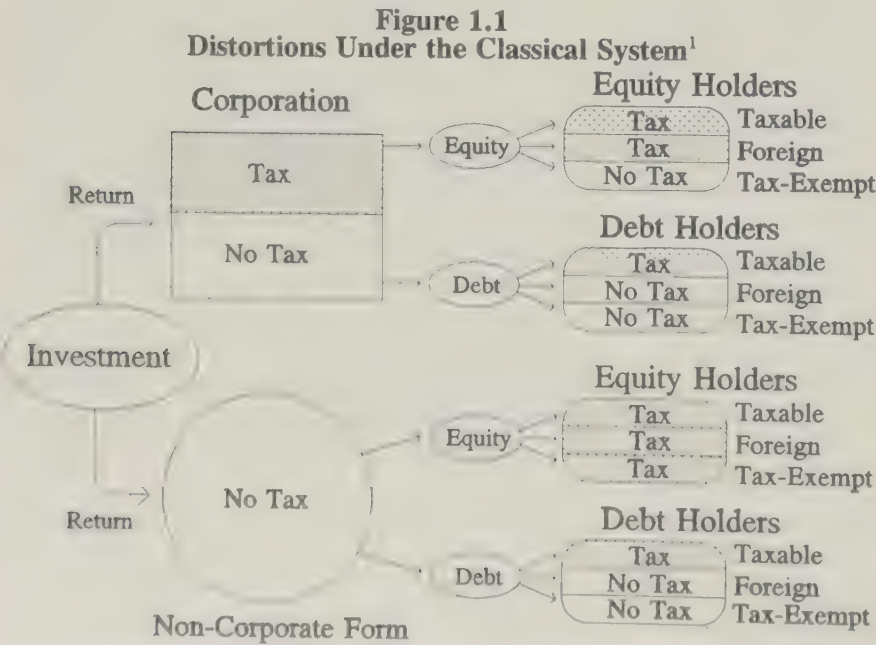 Figure 1.1
Distortions Under the Classical System¹
Corporation
Equity Holders
Tax
No Tax
Return
Equity
Tax Taxable
Tax Foreign
No Tax Tax-Exempt
Debt Holders
Debt
Tax Taxable
No Tax Foreign
No Tax Tax-Exempt
Investment
Equity Holders
Equity
Tax Taxable
Tax Foreign
Tax Tax-Exempt
No Tax
Return
Debt Holders
Debt
Tax Taxable
No Tax Foreign
No Tax Tax-Exempt
Non-Corporate Form